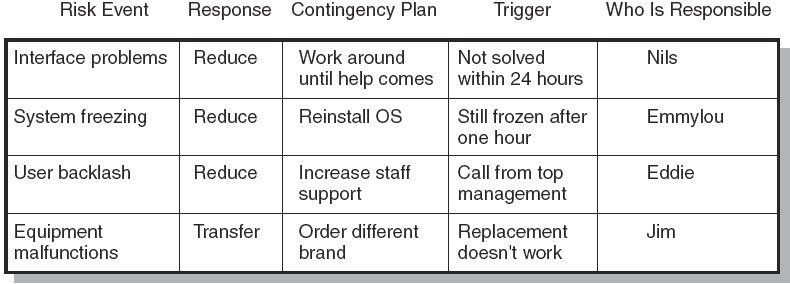 Risk Event Response Contingency Plan Trigger Who Is Responsible
Interface problems Reduce Work around Not solved Nils
until help comes within 24 hours
System freezing Reduce Reinstall OS Still frozen after Emmylou
one hour
User backlash Reduce Increase staff Call from top Eddie
support management
Equipment Transfer Order different Replacement Jim
malfunctions brand doesn't work